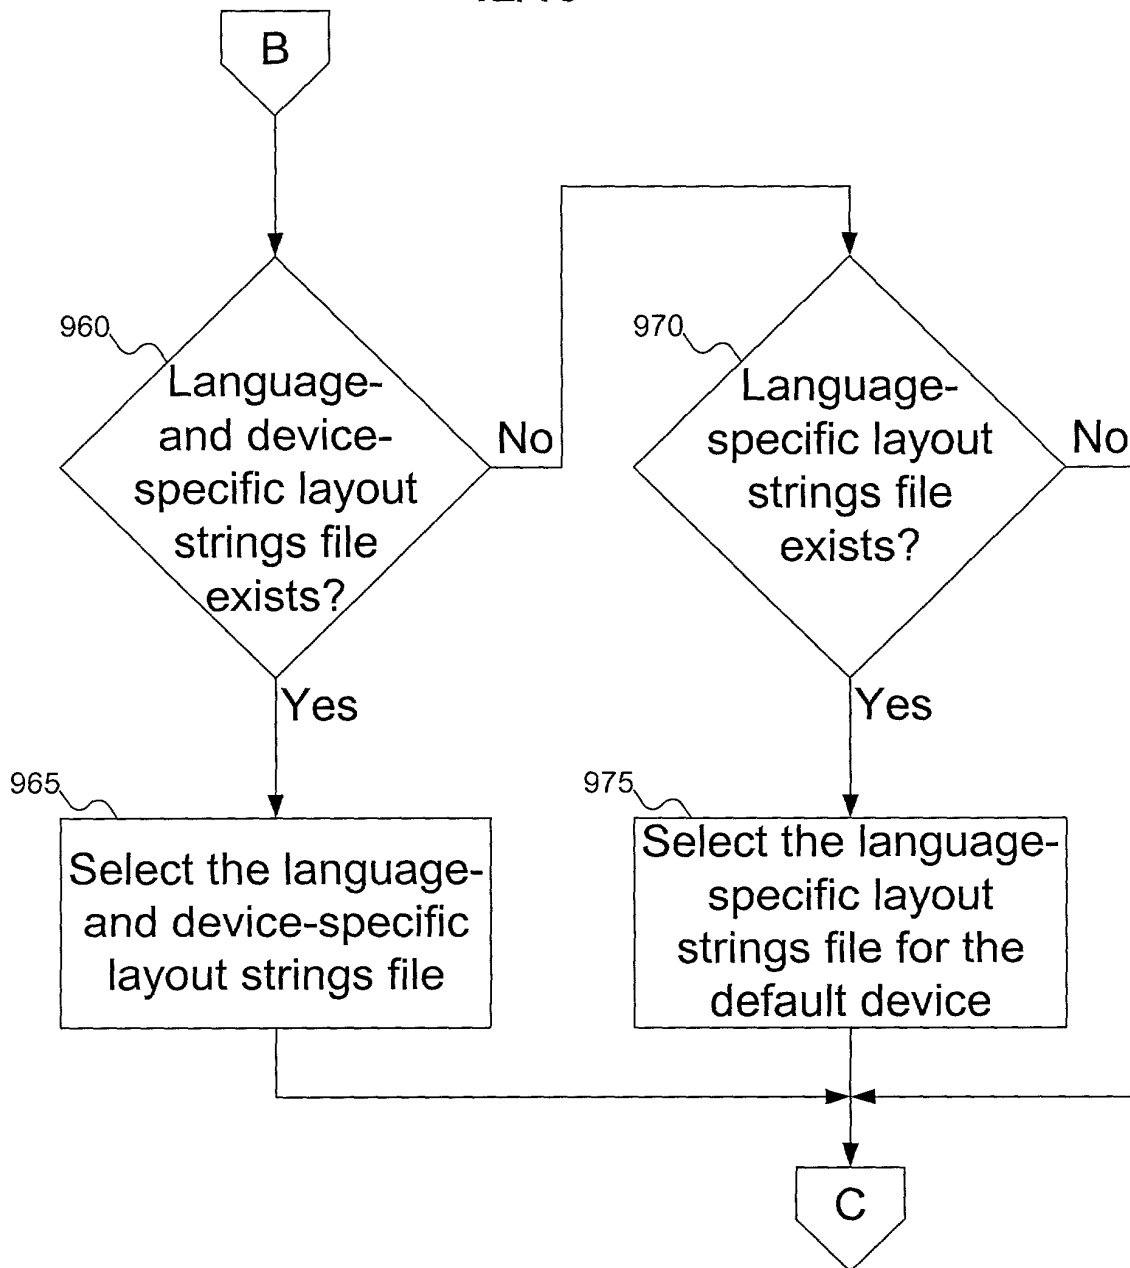 B
960
Language-
and device-
specific layout
strings file
exists?
No
Yes
970
Language-
specific layout
strings file
exists?
No
Yes
965
Select the language-
and device-specific
layout strings file
975
Select the language-
specific layout
strings file for the
default device
C